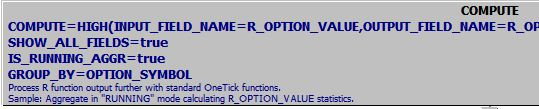 COMPUTE
COMPUTE=HIGH(INPUT_FIELD_NAME=R_OPTION_VALUE,OUTPUT_FIELD_NAME=R_OP
SHOW_ALL_FIELDS=true
IS_RUNNING_AGGR=true
GROUP_BY=OPTION_SYMBOL
Process R function output further with standard OneTick functions.
Sample: Aggregate in "RUNNING" mode calculating R_OPTION_VALUE statistics.